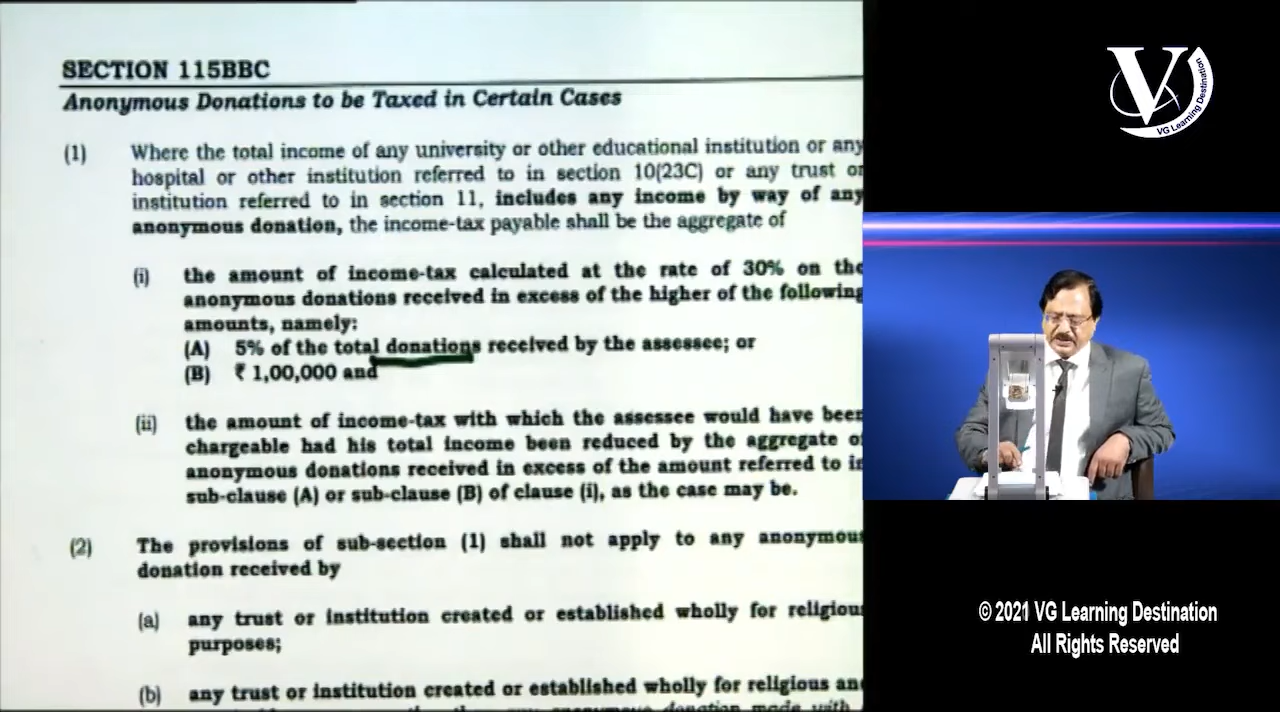 SECTION 115BBC
Anonymous Donations to be Taxed in Certain Cases
(1) Where the total income of any university or other educational institution or any
hospital or other institution referred to in section 10(23C) or any trust or
institution referred to in section 11, includes any income by way of any
anonymous donation, the income-tax payable shall be the aggregate of
(i) the amount of income-tax calculated at the rate of 30% on the
anonymous donations received in excess of the higher of the following
amounts, namely:
(A) 5% of the total donations received by the assessee; or
(B) ₹ 1,00,000 and
(ii) the amount of income-tax with which the assessee would have been
chargeable had his total income been reduced by the aggregate of
anonymous donations received in excess of the amount referred to in
sub-clause (A) or sub-clause (B) of clause (i), as the case may be.
(2) The provisions of sub-section (1) shall not apply to any anonymous
donation received by
(a) any trust or institution created or established wholly for religious
purposes;
(b) any trust or institution created or established wholly for religious and
any anonymous donation made with
V
VG Learning Destination
© 2021 VG Learning Destination
All Rights Reserved